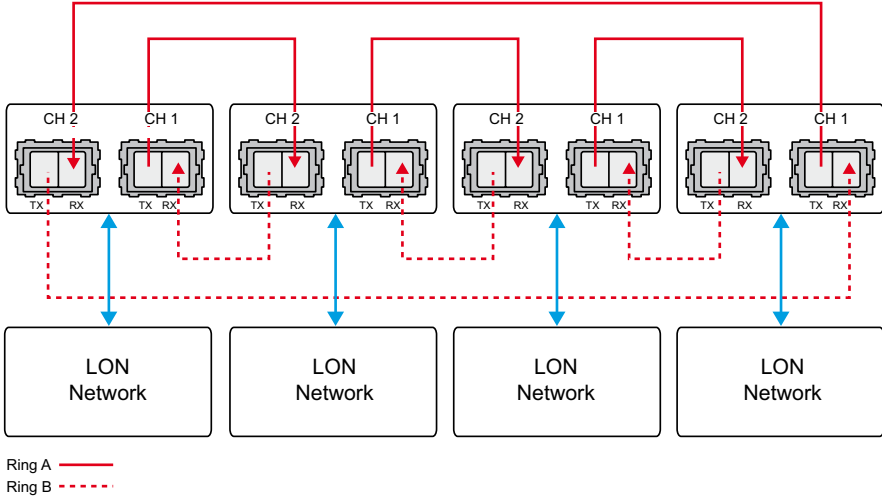 CH 2 CH 1 CH 2 CH 1 CH 2 CH 1 CH 2 CH 1
TX RX TX RX TX RX TX RX TX RX TX RX TX RX TX RX
LON LON LON LON
Network Network Network Network
Ring A
Ring B